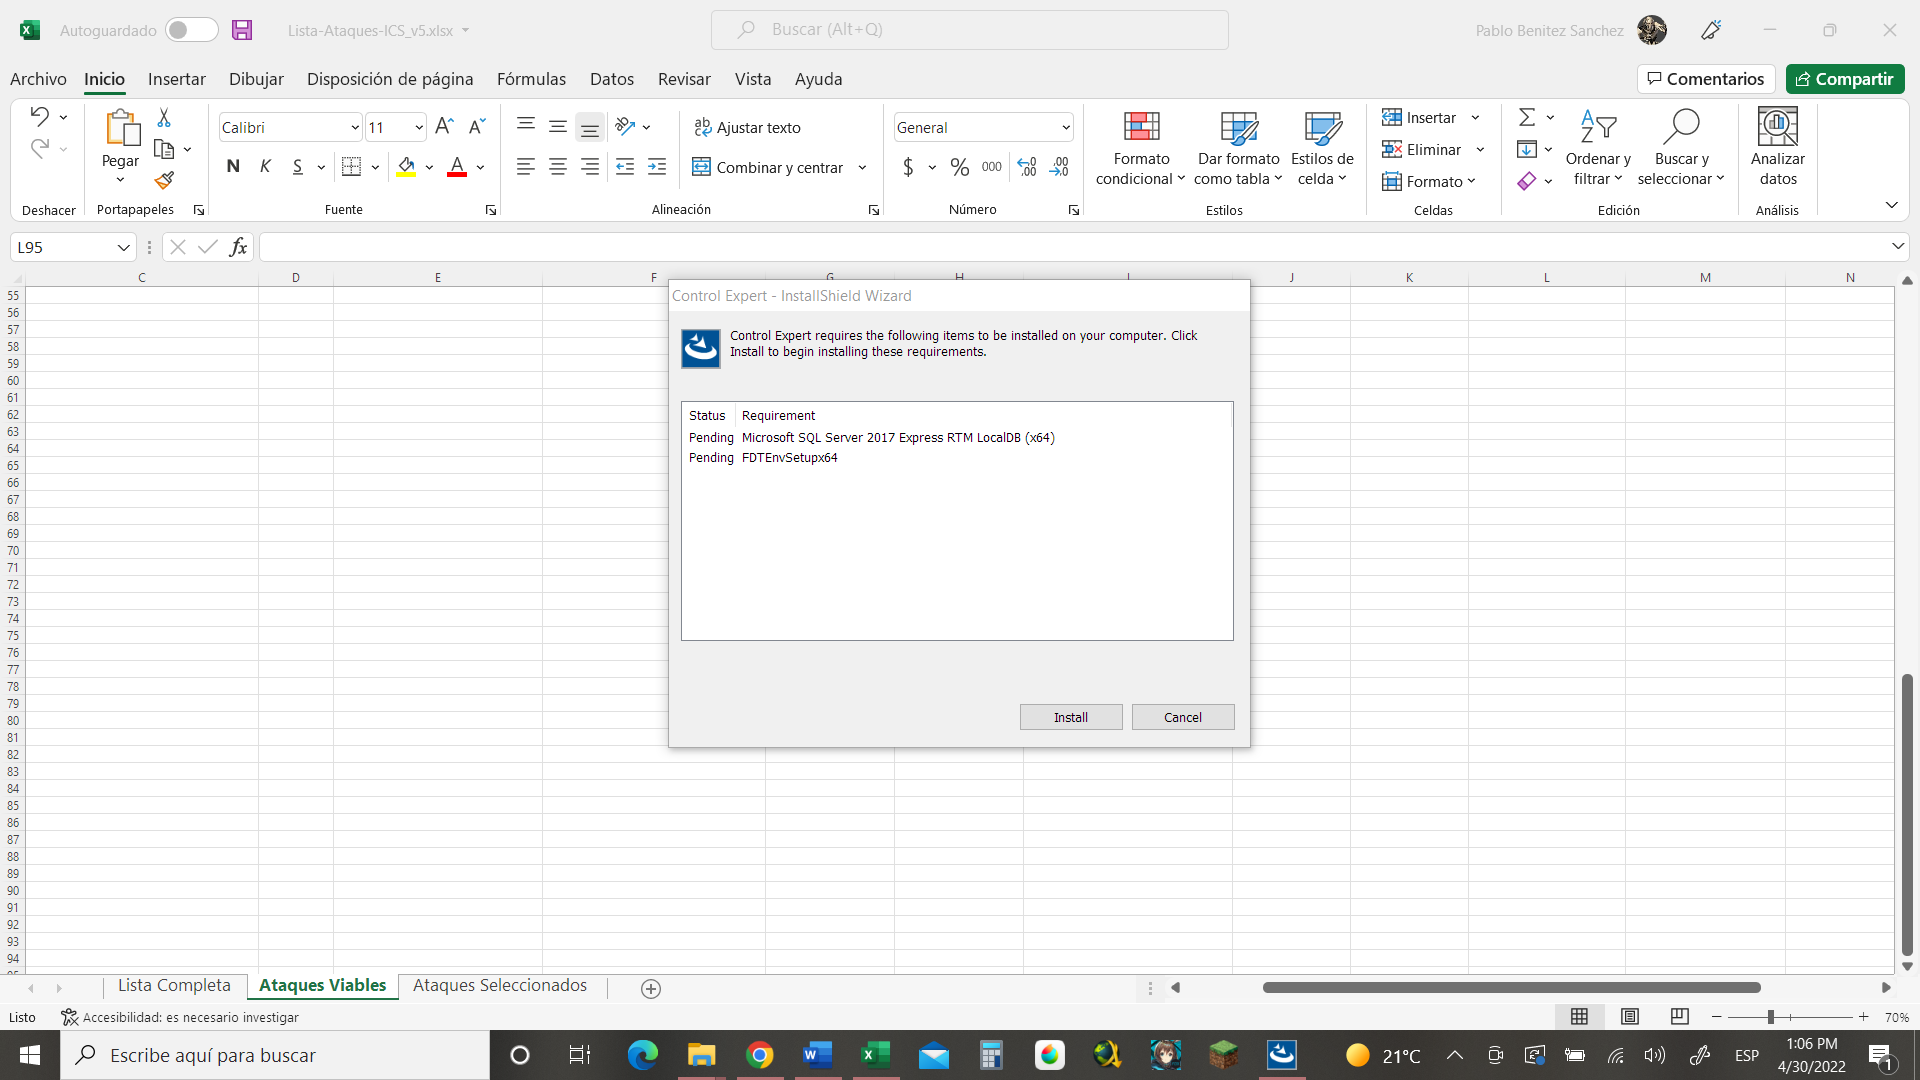 Autoguardado
Lista-Ataques-ICS_v5.xlsx
Buscar (Alt+Q)
Pablo Benitez Sanchez
Archivo Inicio Insertar Dibujar Disposición de página Fórmulas Datos Revisar Vista Ayuda
Comentarios Compartir
Pegar
Deshacer
Portapapeles
Calibri 11
N K S
Fuente
Ajustar texto
Combinar y centrar
Alineación
General
$ % 000
Número
Formato condicional
Dar formato como tabla
Estilos de celda
Estilos
Insertar
Eliminar
Formato
Celdas
Ordenar y filtrar
Buscar y seleccionar
Edición
Analizar datos
Análisis
L95
fx
C D E F G H I J K L M N
55
56
57
58
59
60
61
62
63
64
65
66
67
68
69
70
71
72
73
74
75
76
77
78
79
80
81
82
83
84
85
86
87
88
89
90
91
92
93
94
95
Control Expert - InstallShield Wizard
Control Expert requires the following items to be installed on your computer. Click
Install to begin installing these requirements.
Status Requirement
Pending Microsoft SQL Server 2017 Express RTM LocalDB (x64)
Pending FDTEnvSetupx64
Install Cancel
Lista Completa Ataques Viables Ataques Seleccionados
Listo Accesibilidad: es necesario investigar
70%
Escribe aquí para buscar
21°C
ESP
1:06 PM
4/30/2022
1